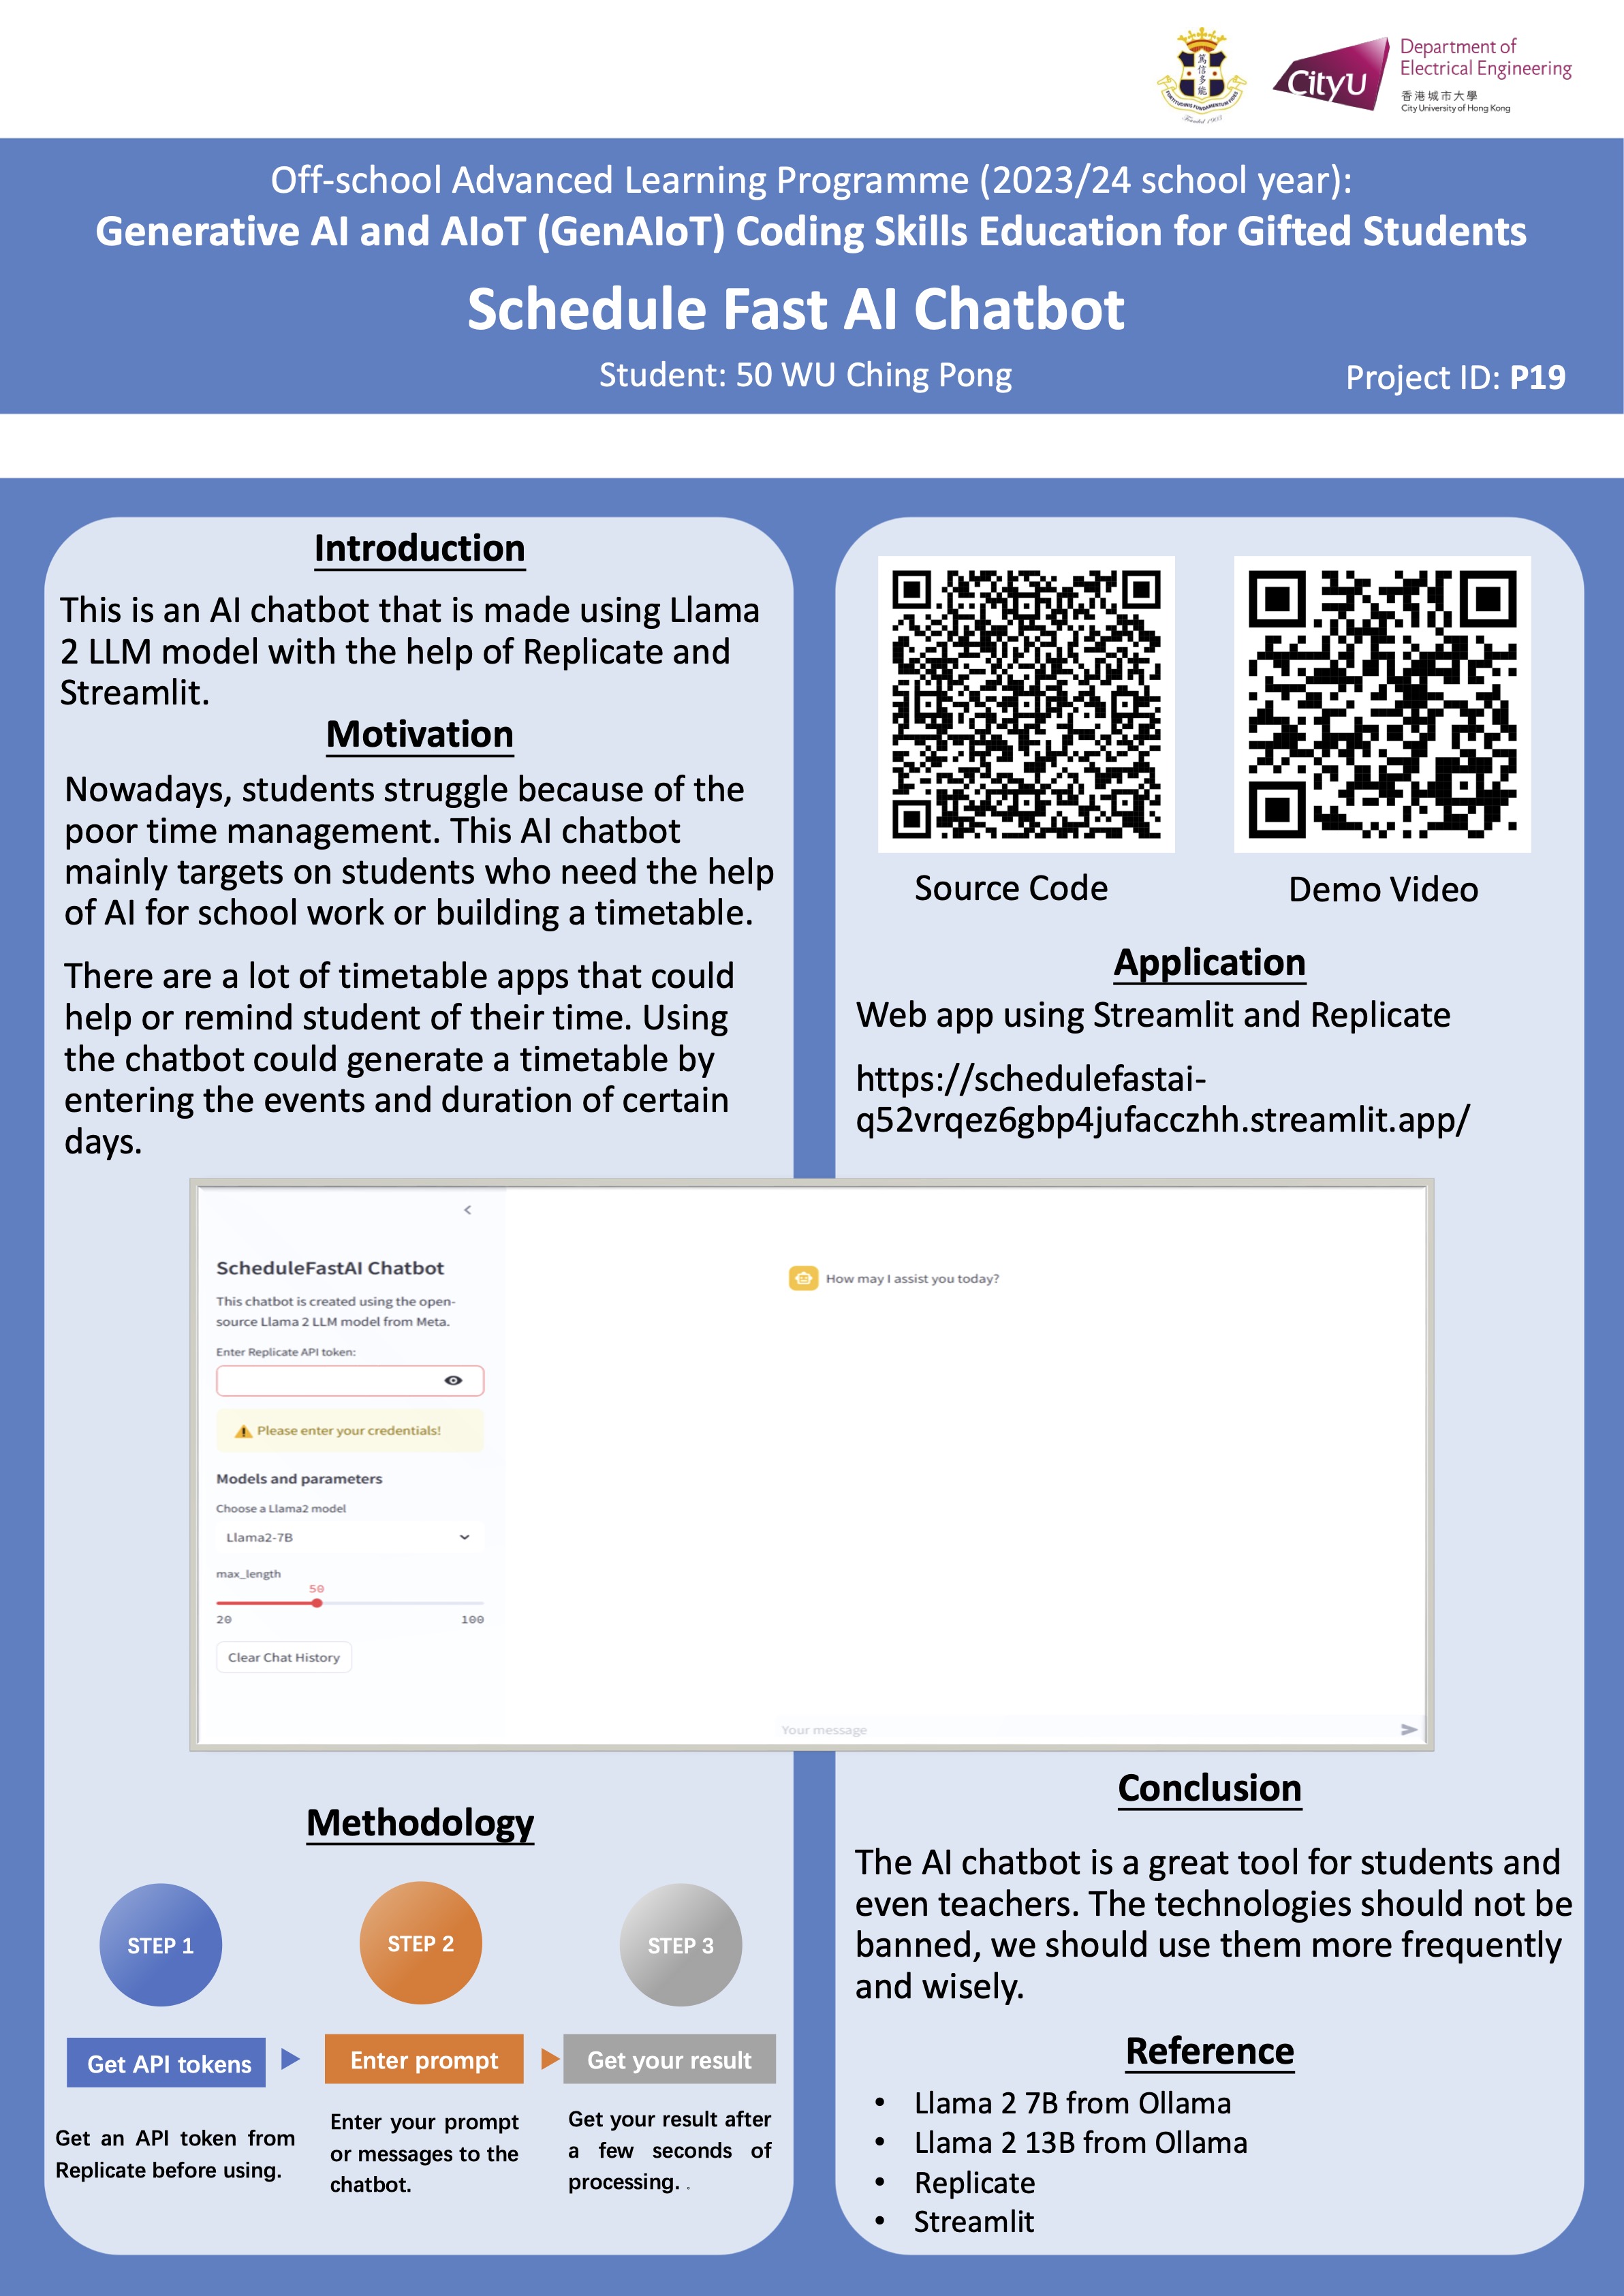 篤信多能
FORTITUDINE FUNDAMENTUM FIDEI
Founded 1905
CityU
Department of
Electrical Engineering
香港城市大學
City University of Hong Kong
Off-school Advanced Learning Programme (2023/24 school year):
Generative AI and AIoT (GenAIoT) Coding Skills Education for Gifted Students
Schedule Fast AI Chatbot
Student: 50 WU Ching Pong
Project ID: P19
Introduction
This is an AI chatbot that is made using Llama
2 LLM model with the help of Replicate and
Streamlit.
Motivation
Nowadays, students struggle because of the
poor time management. This AI chatbot
mainly targets on students who need the help
of AI for school work or building a timetable.
There are a lot of timetable apps that could
help or remind student of their time. Using
the chatbot could generate a timetable by
entering the events and duration of certain
days.
Source Code
Demo Video
Application
Web app using Streamlit and Replicate
https://schedulefastai-
q52vrqez6gbp4jufacczhh.streamlit.app/
ScheduleFastAI Chatbot
This chatbot is created using the open-
source Llama 2 LLM model from Meta.
Enter Replicate API token:
Please enter your credentials!
Models and parameters
Choose a Llama2 model
Llama2-7B
max_length
50
20 100
Clear Chat History
How may I assist you today?
Your message
Methodology
STEP 1
STEP 2
STEP 3
Get API tokens
Enter prompt
Get your result
Get an API token from
Replicate before using.
Enter your prompt
or messages to the
chatbot.
Get your result after
a few seconds of
processing. .
Conclusion
The AI chatbot is a great tool for students and
even teachers. The technologies should not be
banned, we should use them more frequently
and wisely.
Reference
• Llama 2 7B from Ollama
• Llama 2 13B from Ollama
• Replicate
• Streamlit